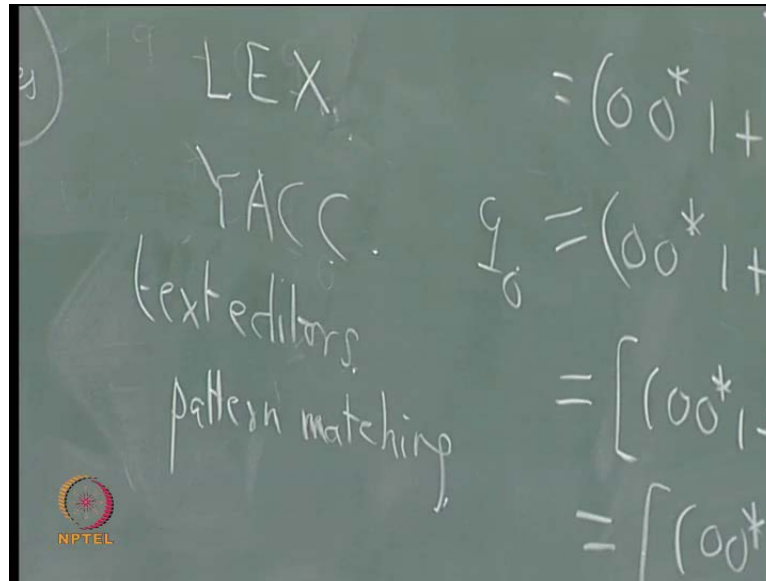 LEX.
YACC.
text editors.
pattern matching
= (00*1+
q0 = (00*1+
= [(00*1-
= [(00*
NPTEL